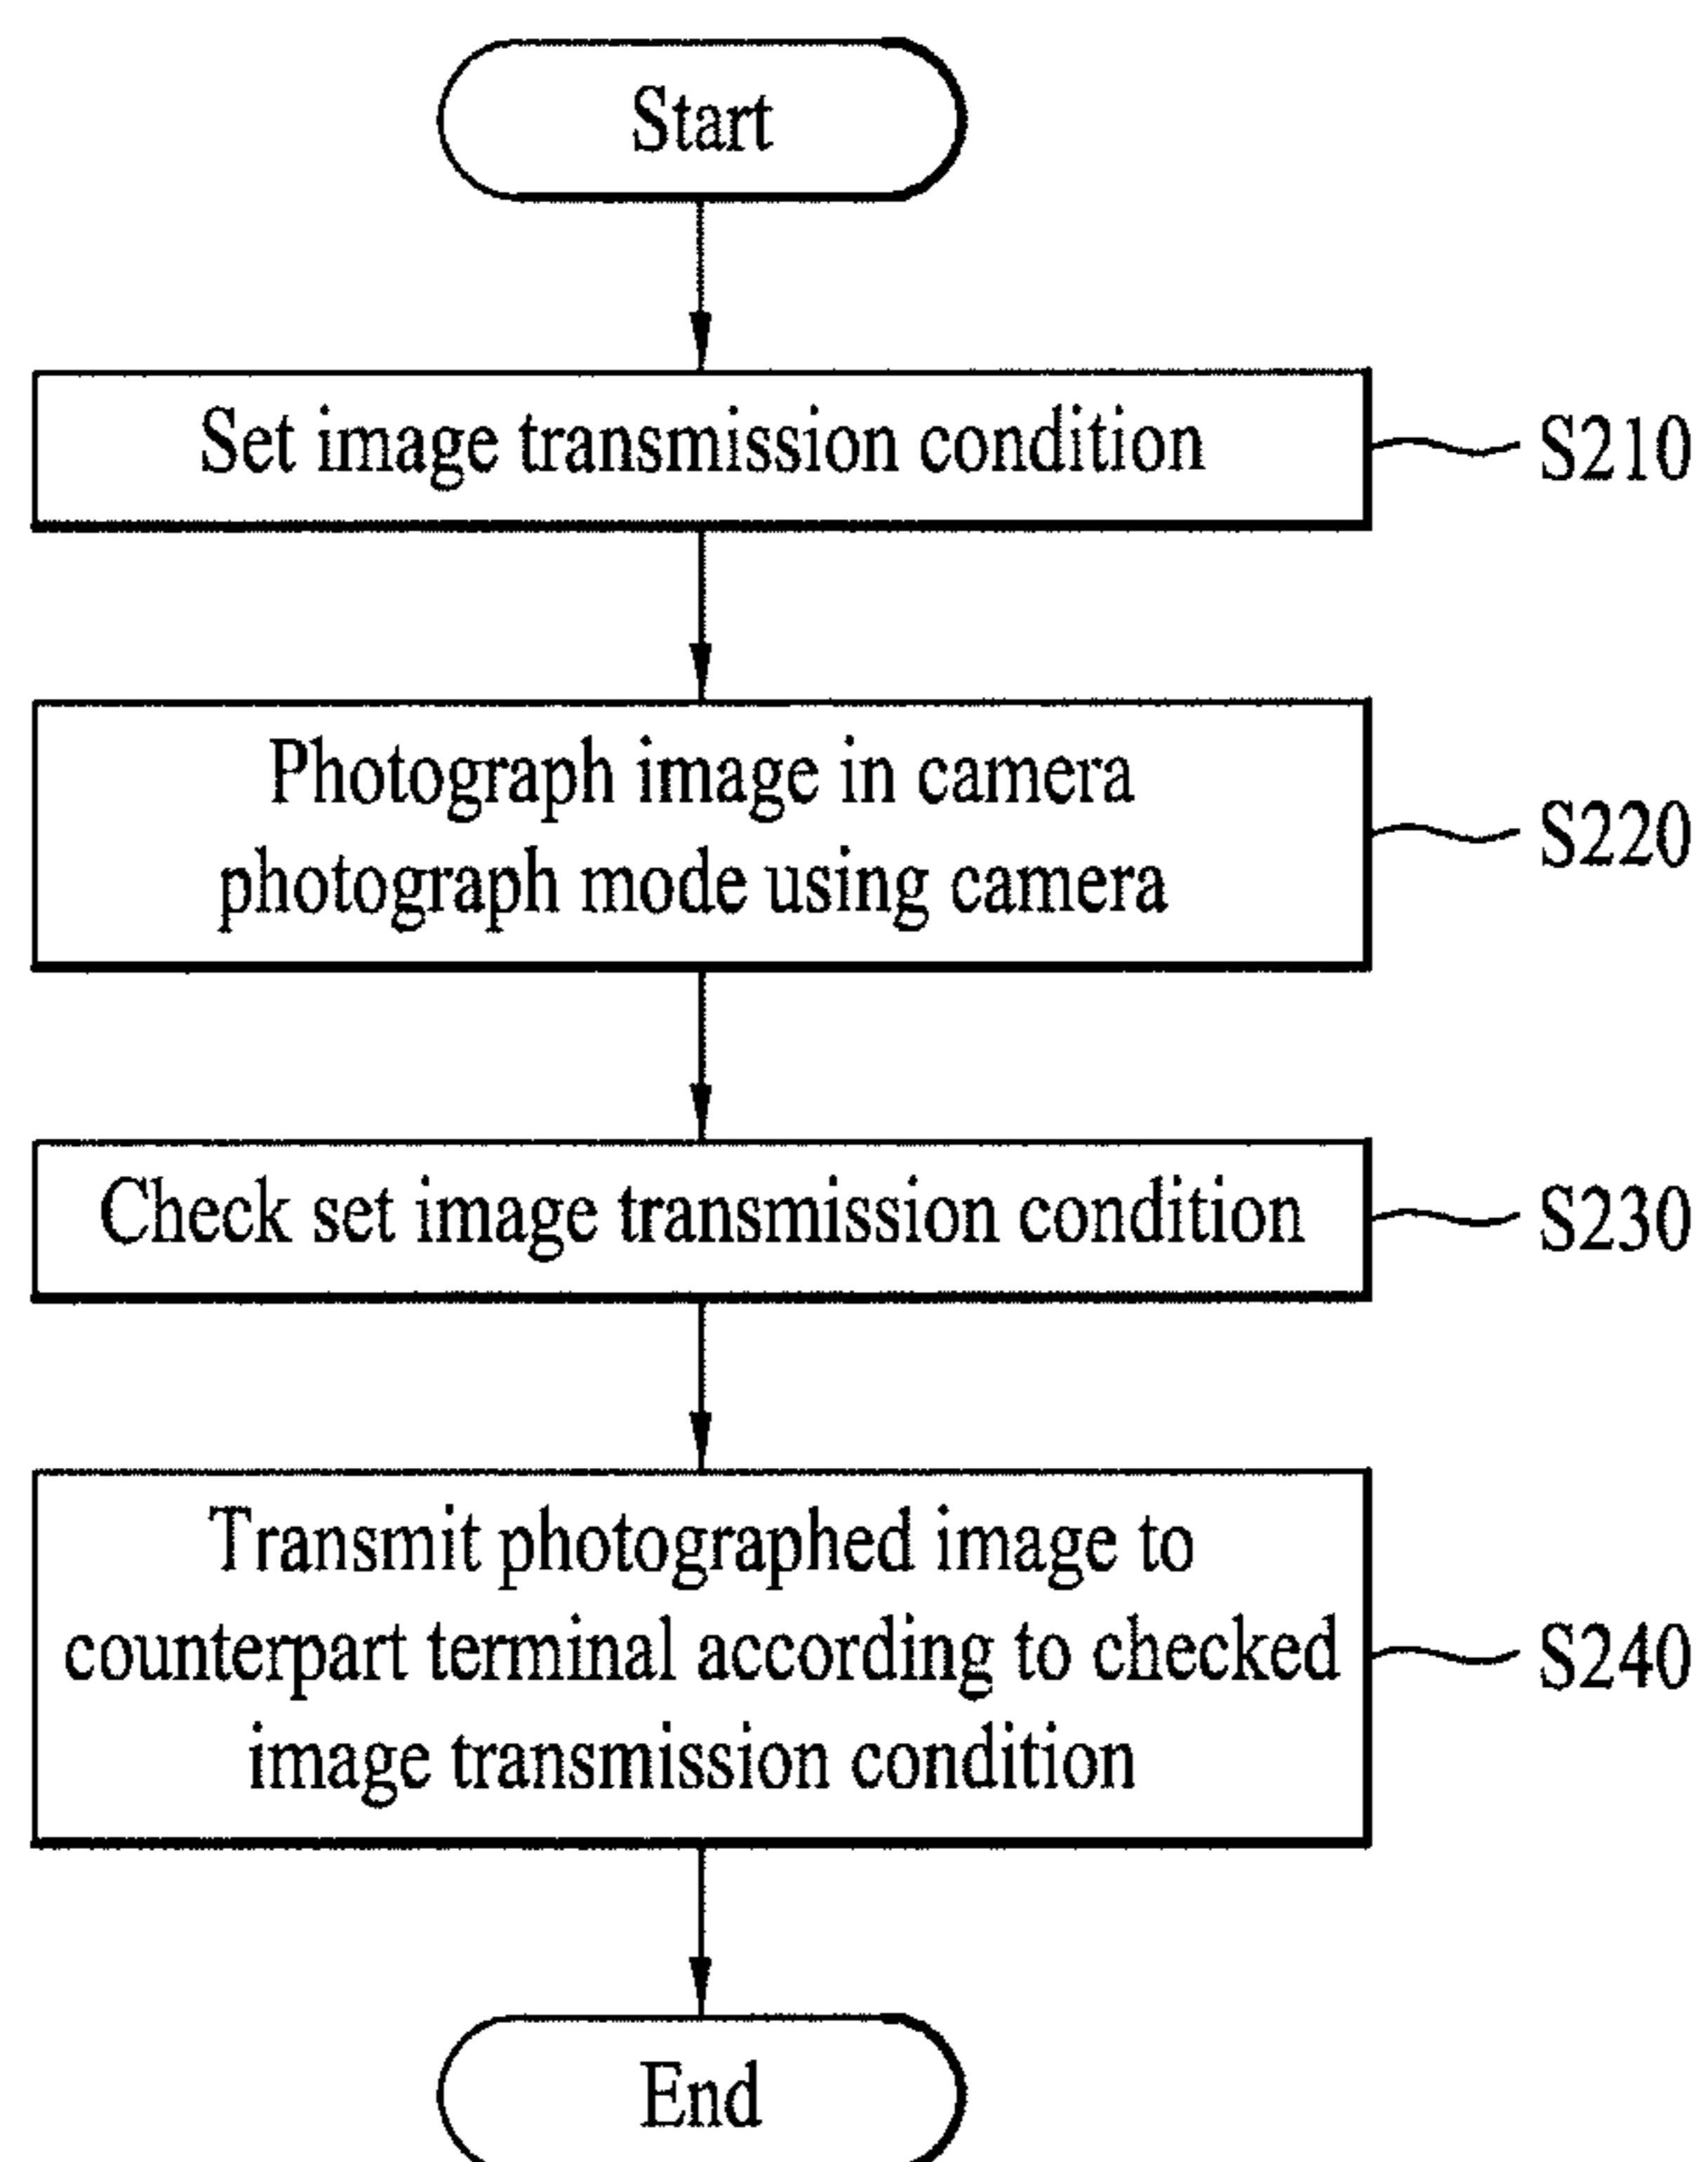 Start
Set image transmission condition
S210
Photograph image in camera
photograph mode using camera
S220
Check set image transmission condition
S230
Transmit photographed image to
counterpart terminal according to checked
image transmission condition
S240
End